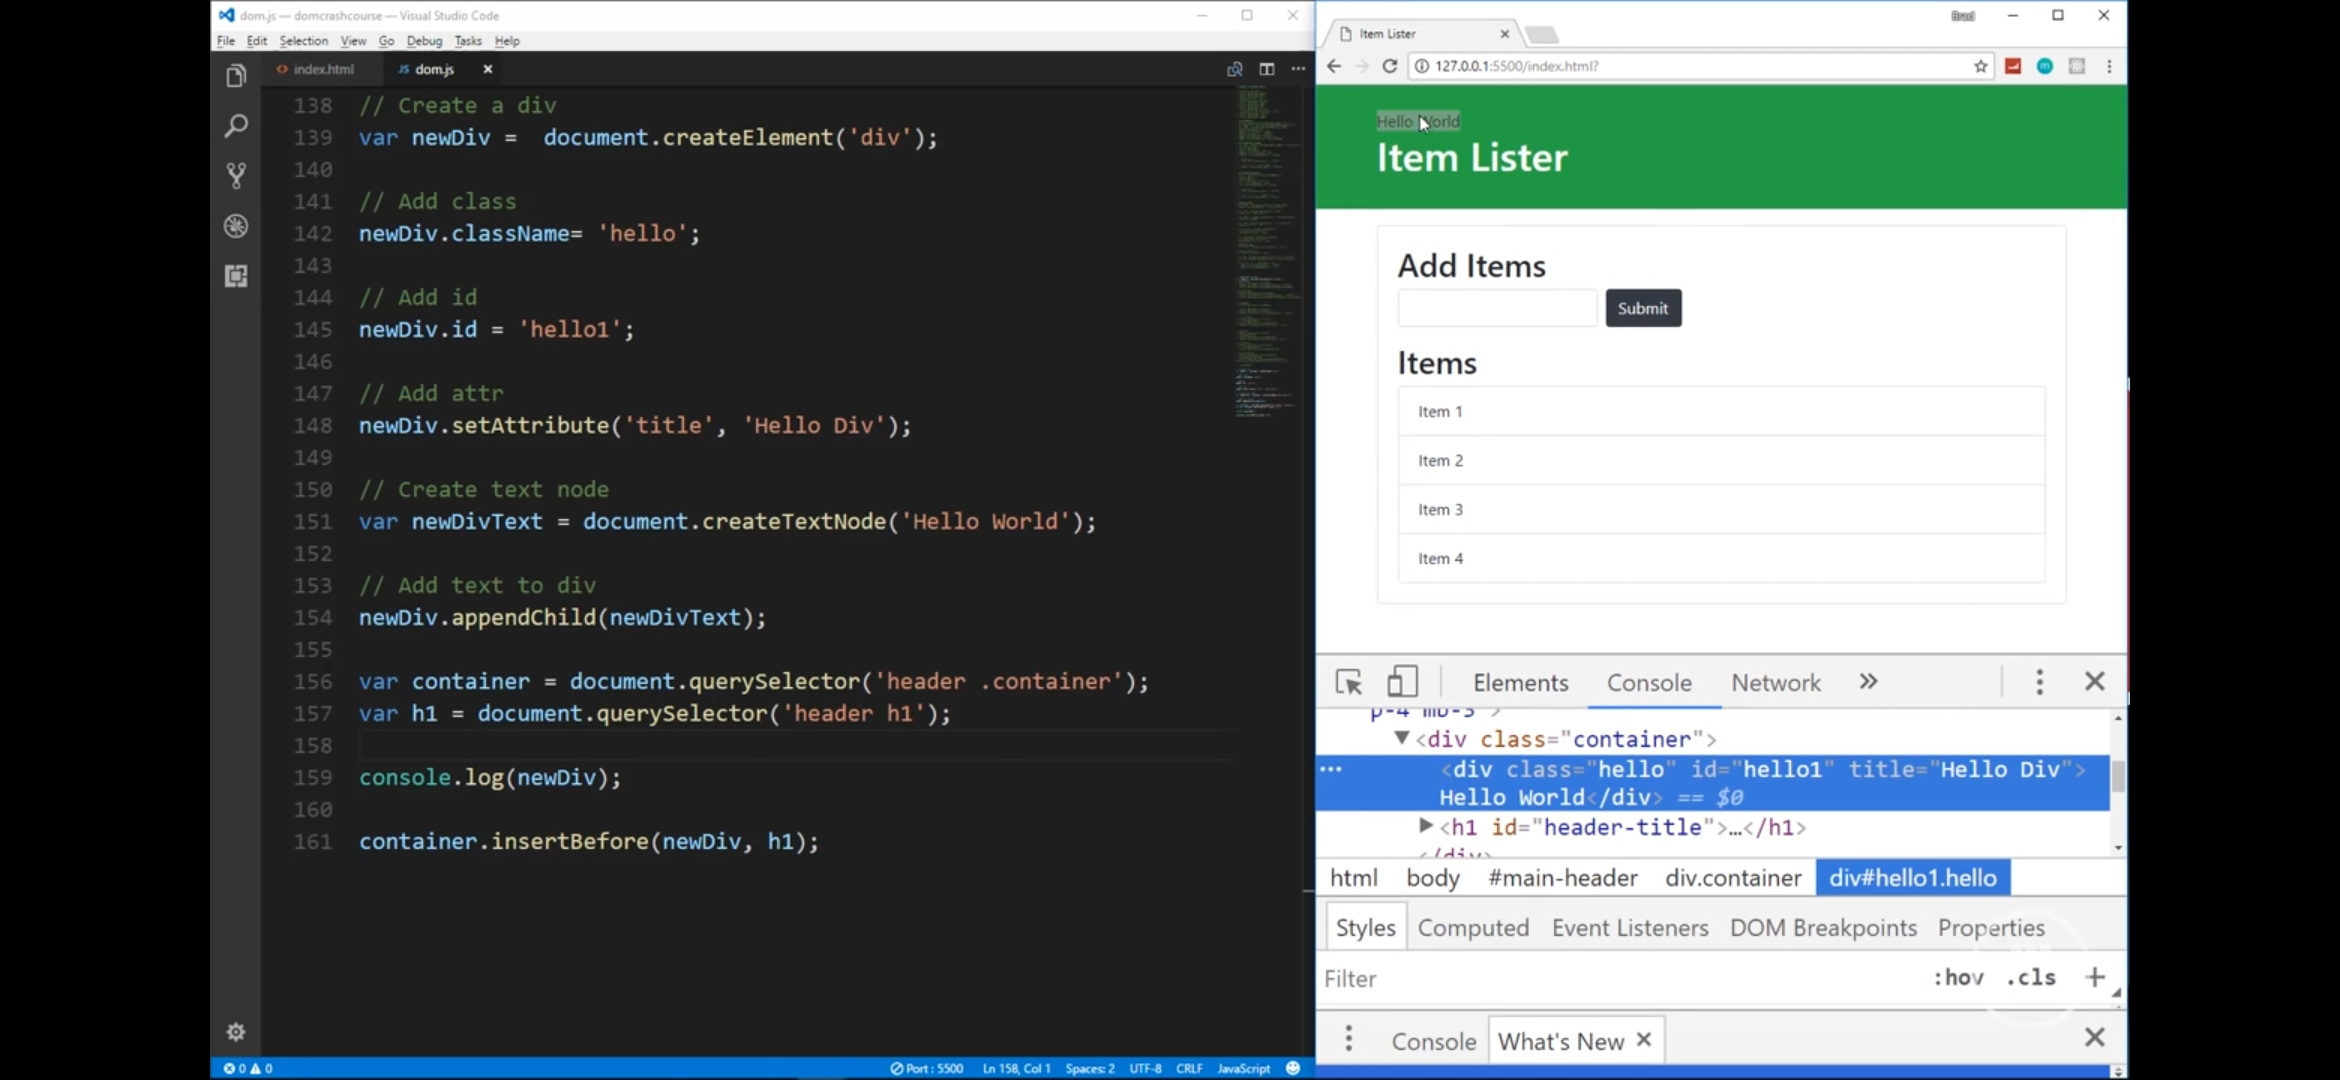 dom.js — domcrashcourse — Visual Studio Code
File Edit Selection View Go Debug Tasks Help
index.html
JS dom.js
138 // Create a div
139 var newDiv =  document.createElement('div');
140
141 // Add class
142 newDiv.className= 'hello';
143
144 // Add id
145 newDiv.id = 'hello1';
146
147 // Add attr
148 newDiv.setAttribute('title', 'Hello Div');
149
150 // Create text node
151 var newDivText = document.createTextNode('Hello World');
152
153 // Add text to div
154 newDiv.appendChild(newDivText);
155
156 var container = document.querySelector('header .container');
157 var h1 = document.querySelector('header h1');
158
159 console.log(newDiv);
160
161 container.insertBefore(newDiv, h1);
0 0
Port : 5500 Ln 158, Col 1 Spaces: 2 UTF-8 CRLF JavaScript
Brad
Item Lister
127.0.0.1:5500/index.html?
Hello World
Item Lister
Add Items
Submit
Items
Item 1
Item 2
Item 3
Item 4
Elements Console Network »
p-4 mb-3">
<div class="container">
<div class="hello" id="hello1" title="Hello Div">
Hello World</div> == $0
<h1 id="header-title">…</h1>
</div>
html body #main-header div.container div#hello1.hello
Styles Computed Event Listeners DOM Breakpoints Properties
Filter :hov .cls +
Console What's New